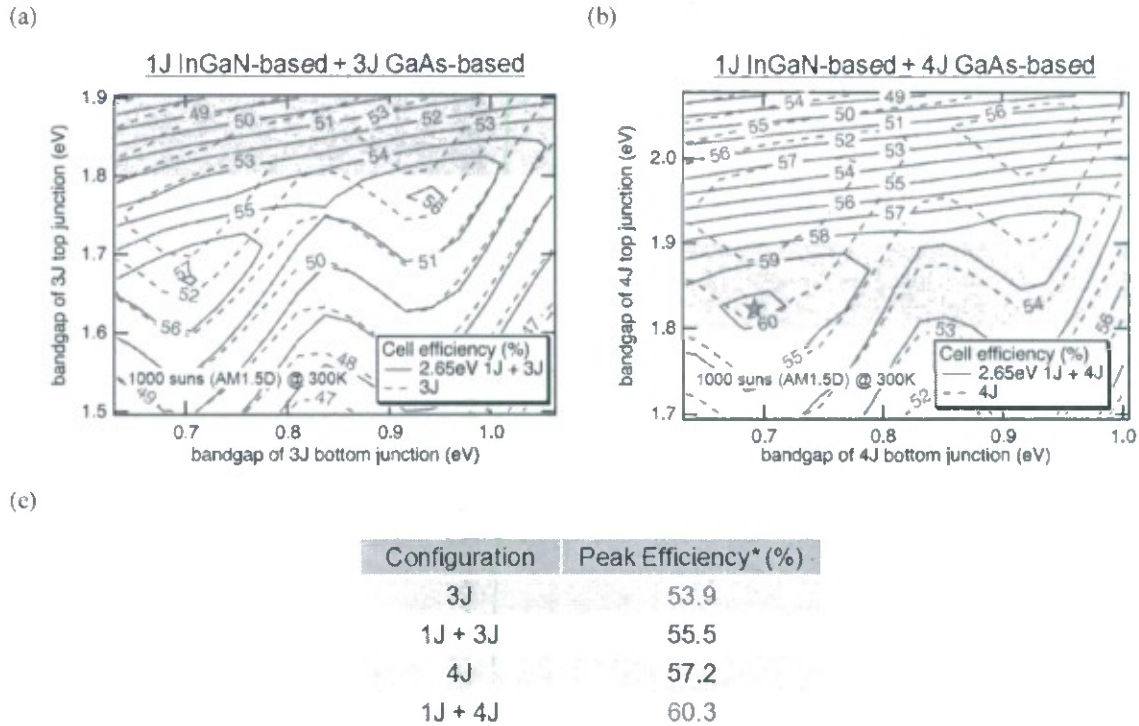 (a)
1J InGaN-based + 3J GaAs-based
bandgap of 3J top junction (eV)
1.9
1.8
1.7
1.6
1.5
49
50
51
53
52
53
53
54
55
57
52
56
50
51
47
48
47
49
Cell efficiency (%)
2.65eV 1J + 3J
3J
1000 suns (AM1.5D) @ 300K
0.7
0.8
0.9
1.0
bandgap of 3J bottom junction (eV)
(b)
1J InGaN-based + 4J GaAs-based
bandgap of 4J top junction (eV)
2.0
1.9
1.8
1.7
54
49
50
56
55
51
52
56
53
57
54
55
56
57
58
59
60
54
53
55
56
52
Cell efficiency (%)
2.65eV 1J + 4J
4J
1000 suns (AM1.5D) @ 300K
0.7
0.8
0.9
1.0
bandgap of 4J bottom junction (eV)
(c)
Configuration Peak Efficiency* (%)
3J 53.9
1J + 3J 55.5
4J 57.2
1J + 4J 60.3